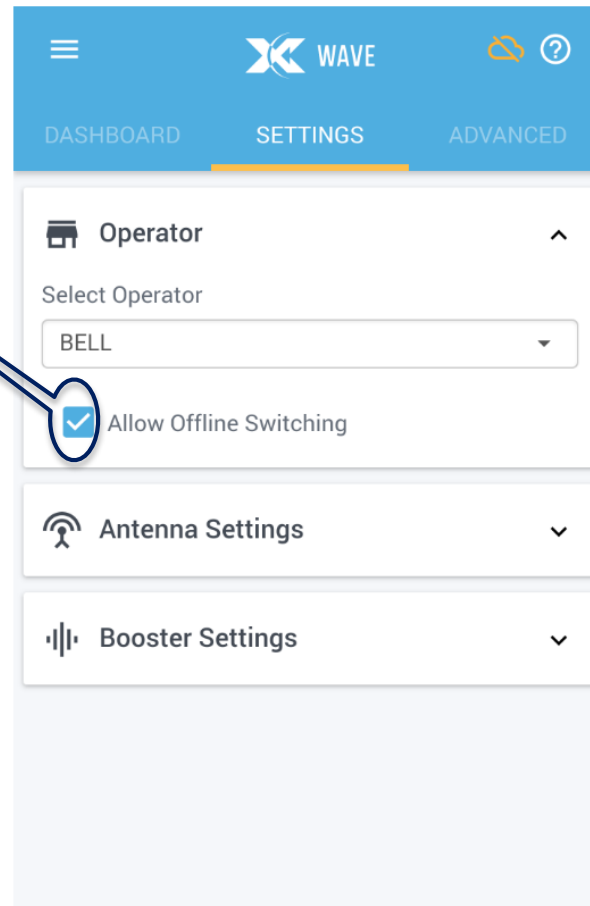 WAVE
DASHBOARD SETTINGS ADVANCED
Operator
Select Operator
BELL
Allow Offline Switching
Antenna Settings
Booster Settings